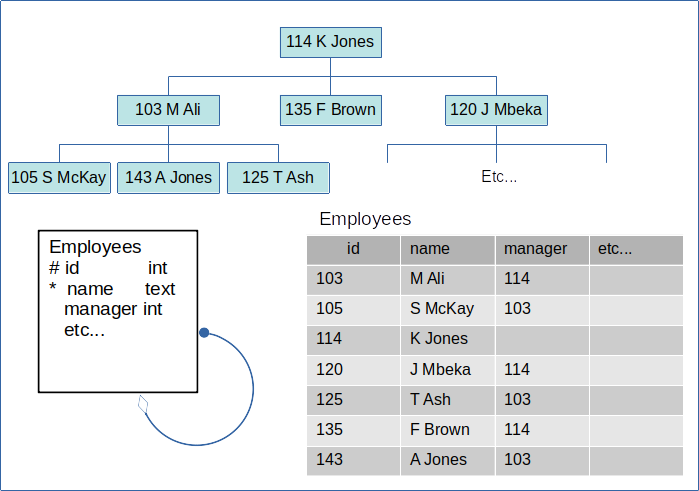 114 K Jones
103 M Ali 135 F Brown 120 J Mbeka
105 S McKay 143 A Jones 125 T Ash Etc...
Employees
# id int
* name text
manager int
etc...
Employees
id name manager etc...
103 M Ali 114
105 S McKay 103
114 K Jones
120 J Mbeka 114
125 T Ash 103
135 F Brown 114
143 A Jones 103